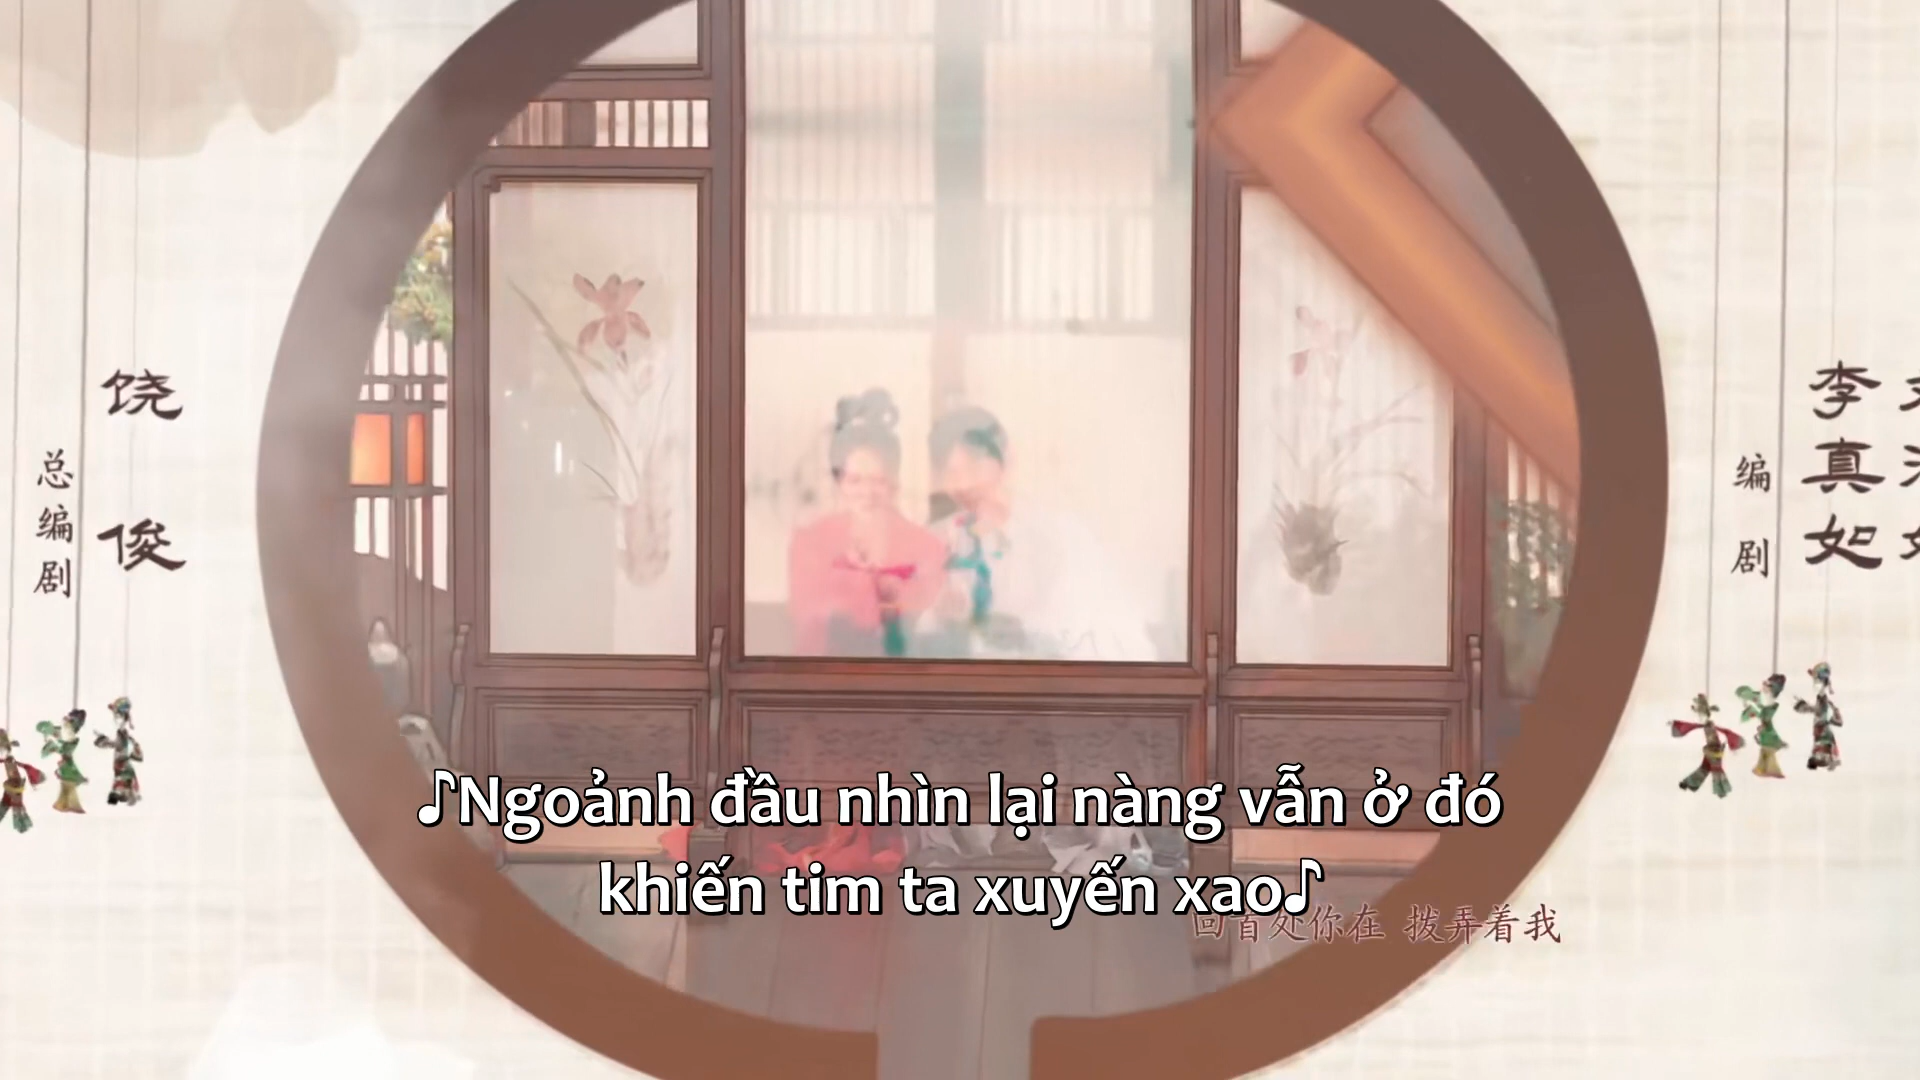 饶俊
总编剧
李真如
编剧
♪Ngoảnh đầu nhìn lại nàng vẫn ở đó
khiến tim ta xuyến xao♪
回首处你在 拨弄着我